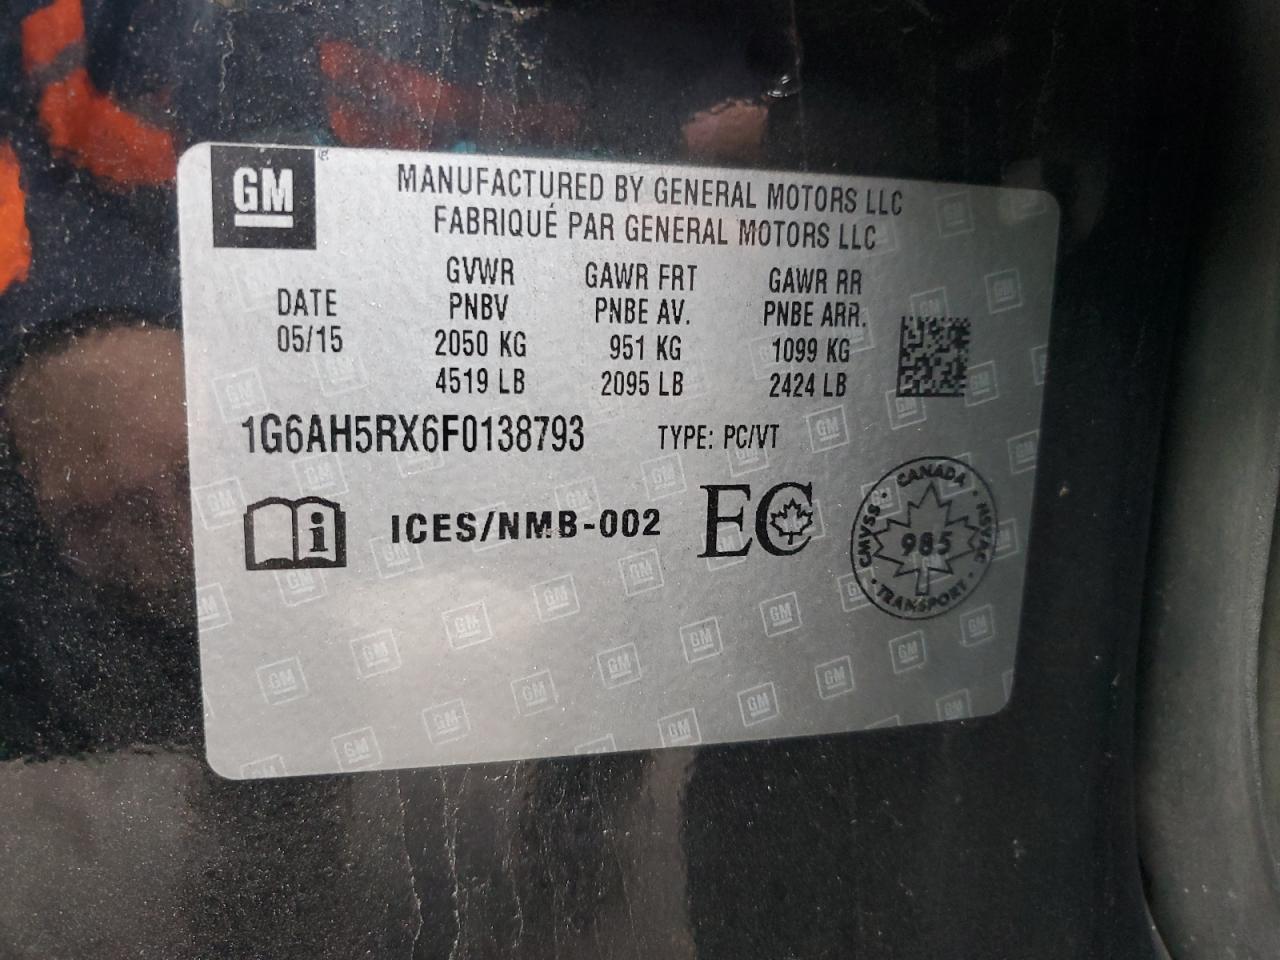 GM
MANUFACTURED BY GENERAL MOTORS LLC
FABRIQUÉ PAR GENERAL MOTORS LLC
DATE
05/15
GVWR
PNBV
2050 KG
4519 LB
GAWR FRT
PNBE AV.
951 KG
2095 LB
GAWR RR
PNBE ARR.
1099 KG
2424 LB
1G6AH5RX6F0138793
TYPE: PC/VT
i
ICES/NMB-002
EC
CANADA · NSVAC · TRANSPORT · CMVSS ·
985